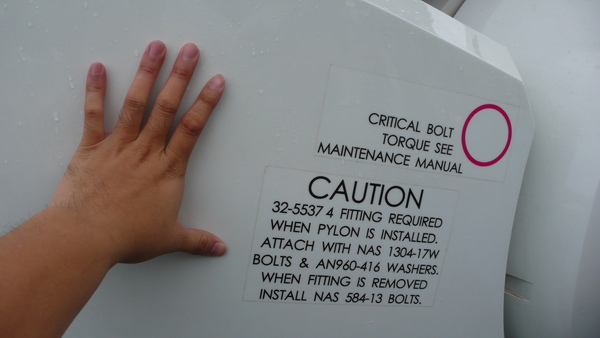 CRITICAL BOLT
TORQUE SEE
MAINTENANCE MANUAL
CAUTION
32-5537 4 FITTING REQUIRED
WHEN PYLON IS INSTALLED.
ATTACH WITH NAS 1304-17W
BOLTS & AN960-416 WASHERS.
WHEN FITTING IS REMOVED
INSTALL NAS 584-13 BOLTS.